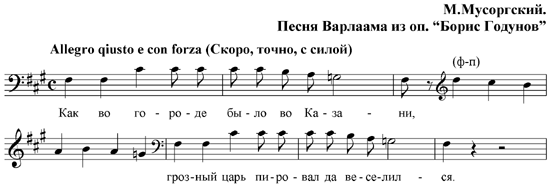 М.Мусоргский.
Песня Варлаама из оп. “Борис Годунов”
Allegro qiusto e con forza (Скоро, точно, с силой)
(ф-п)
Как во го-ро-де бы-ло во Ка-за-ни,
гроз-ный царь пи-ро-вал да ве-се-лил-ся.